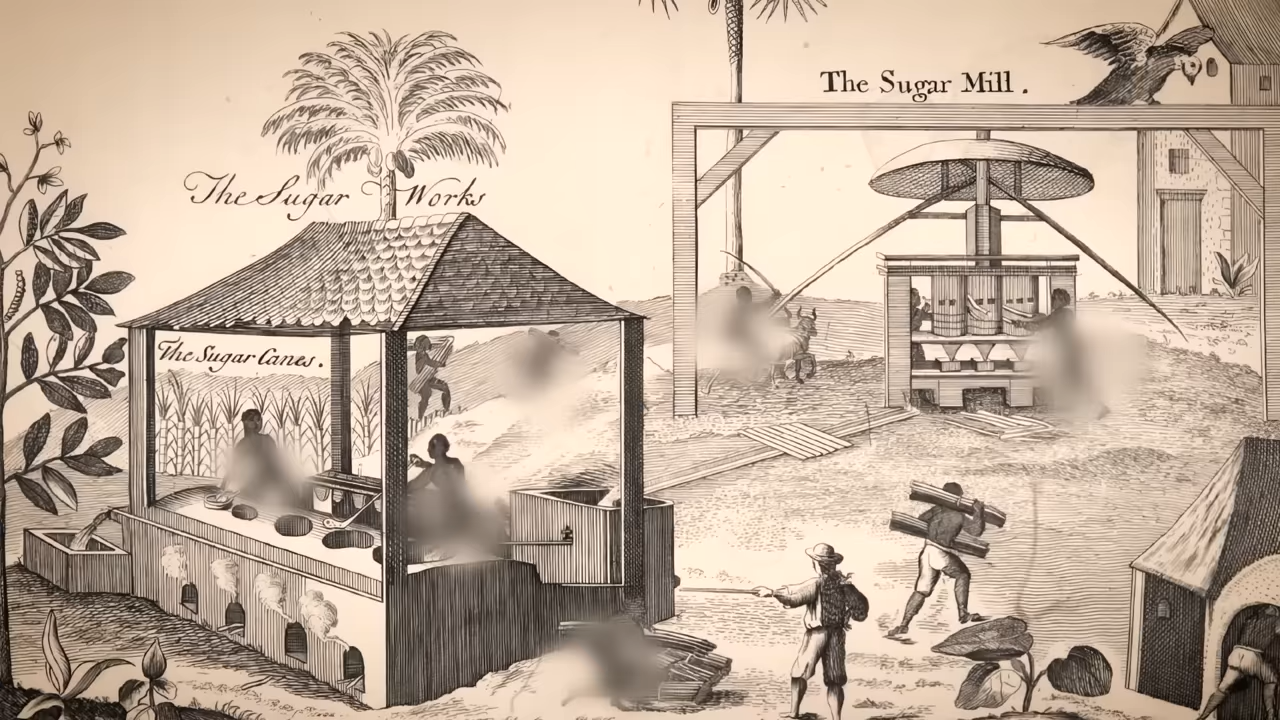 The Sugar Mill.
The Sugar Works
The Sugar Canes.